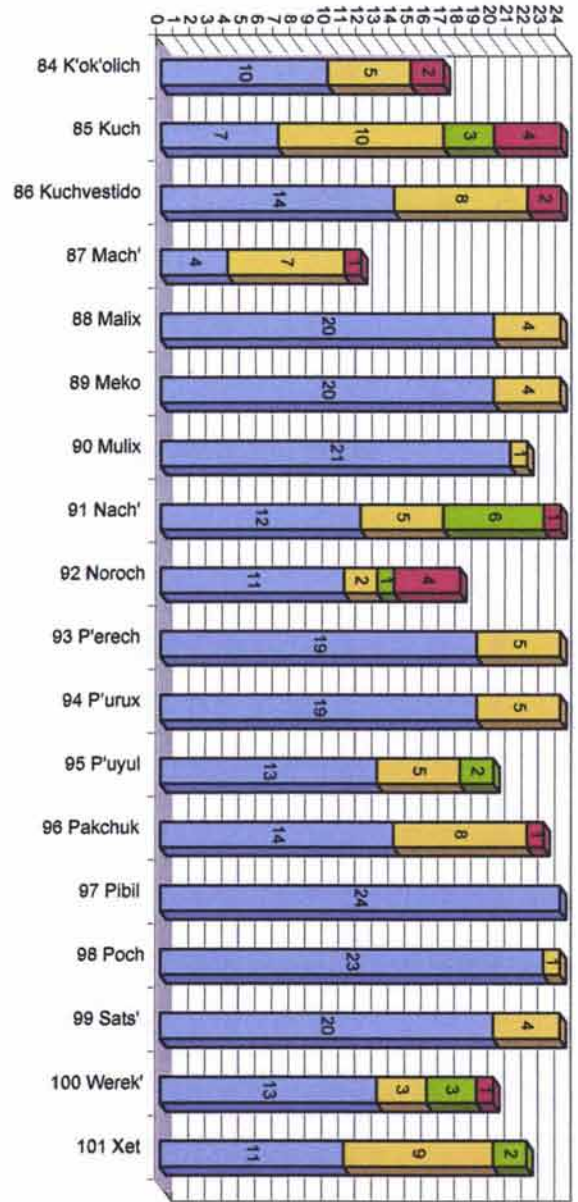 0 1 2 3 4 5 6 7 8 9 10 11 12 13 14 15 16 17 18 19 20 21 22 23 24
84 K'ok'olich 10 5 2
85 Kuch 7 10 3 4
86 Kuchvestido 14 8 2
87 Mach' 4 7 1
88 Malix 20 4
89 Meko 20 4
90 Mulix 21 1
91 Nach' 12 5 6 1
92 Noroch 11 2 1 4
93 P'erech 19 5
94 P'urux 19 5
95 P'uyul 13 5 2
96 Pakchuk 14 8 1
97 Pibil 24
98 Poch 23 1
99 Sats' 20 4
100 Werek' 13 3 3 1
101 Xet 11 9 2